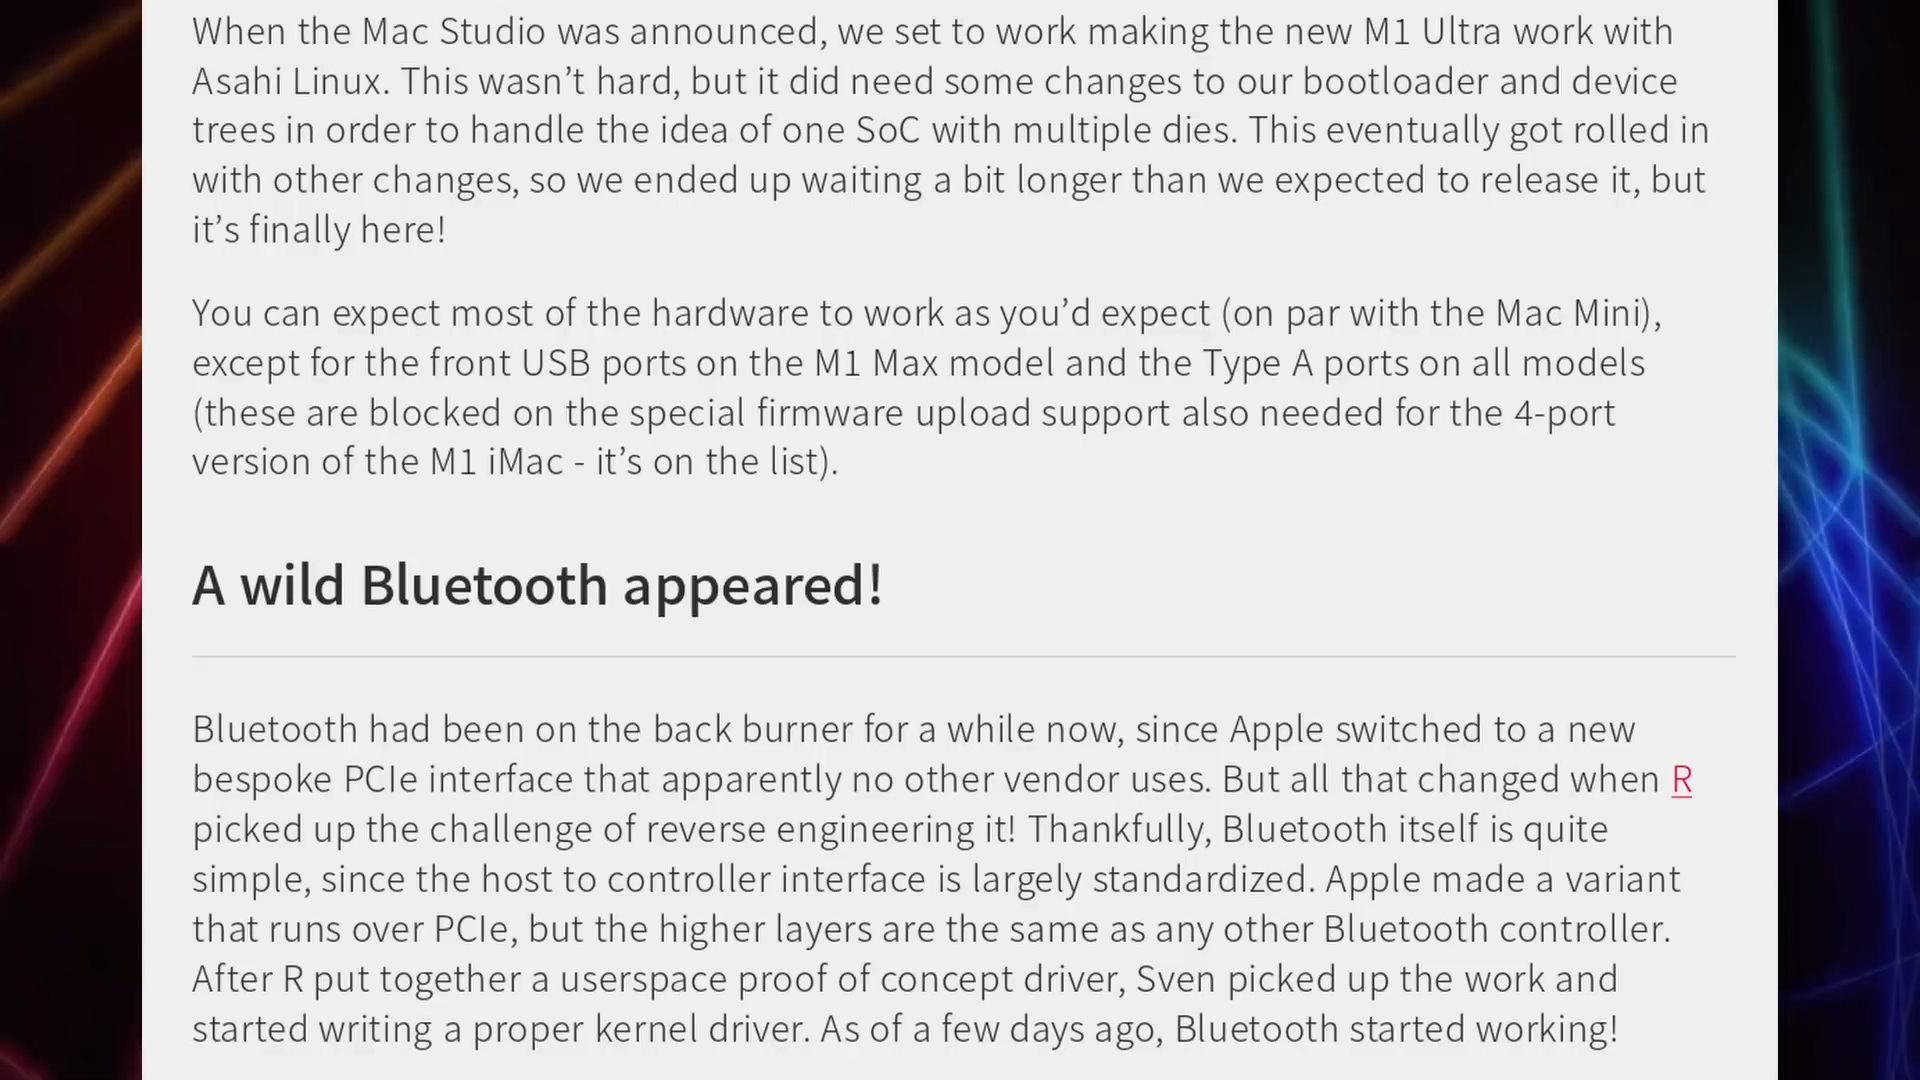 When the Mac Studio was announced, we set to work making the new M1 Ultra work with
Asahi Linux. This wasn’t hard, but it did need some changes to our bootloader and device
trees in order to handle the idea of one SoC with multiple dies. This eventually got rolled in
with other changes, so we ended up waiting a bit longer than we expected to release it, but
it’s finally here!
You can expect most of the hardware to work as you’d expect (on par with the Mac Mini),
except for the front USB ports on the M1 Max model and the Type A ports on all models
(these are blocked on the special firmware upload support also needed for the 4-port
version of the M1 iMac - it’s on the list).
A wild Bluetooth appeared!
Bluetooth had been on the back burner for a while now, since Apple switched to a new
bespoke PCIe interface that apparently no other vendor uses. But all that changed when R
picked up the challenge of reverse engineering it! Thankfully, Bluetooth itself is quite
simple, since the host to controller interface is largely standardized. Apple made a variant
that runs over PCIe, but the higher layers are the same as any other Bluetooth controller.
After R put together a userspace proof of concept driver, Sven picked up the work and
started writing a proper kernel driver. As of a few days ago, Bluetooth started working!